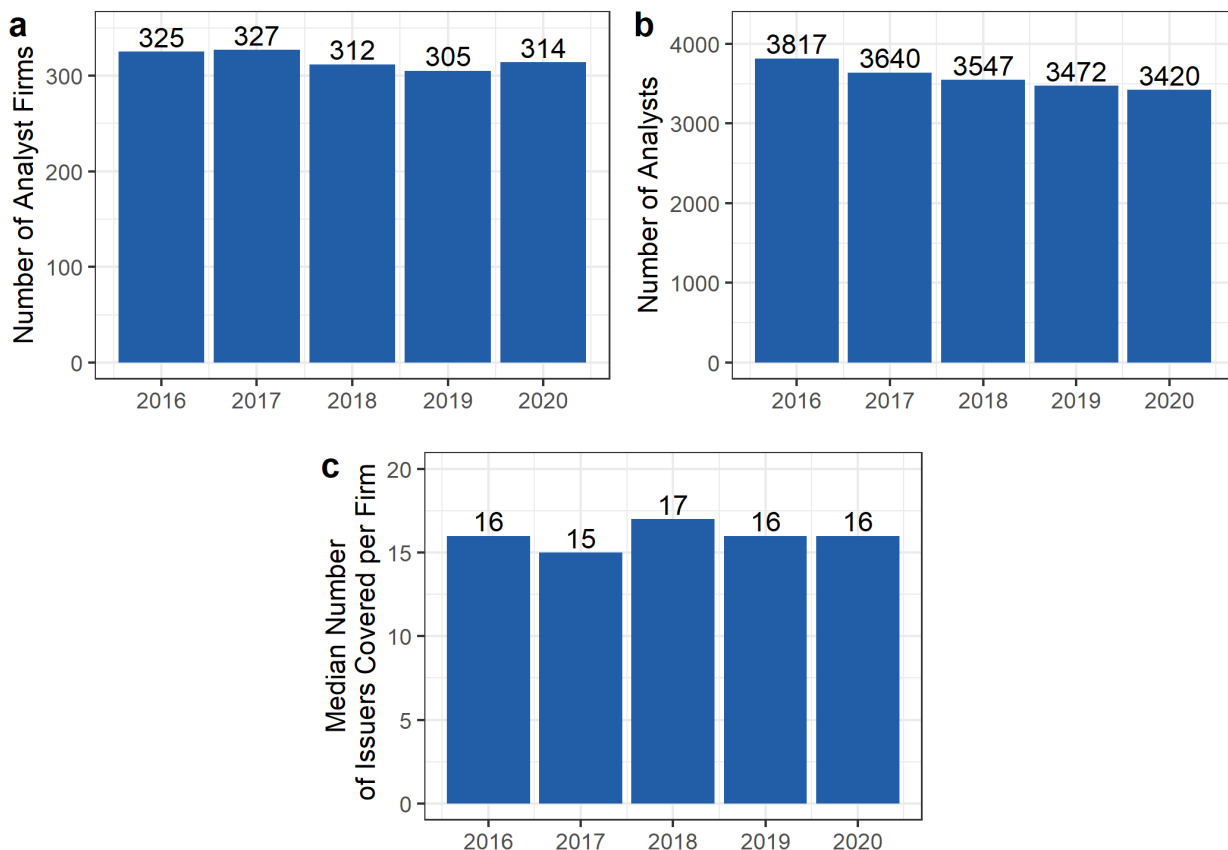 a
Number of Analyst Firms
300
200
100
0
325
327
312
305
314
2016 2017 2018 2019 2020
b
Number of Analysts
4000
3000
2000
1000
0
3817
3640
3547
3472
3420
2016 2017 2018 2019 2020
c
Median Number
of Issuers Covered per Firm
20
15
10
5
0
16
15
17
16
16
2016 2017 2018 2019 2020